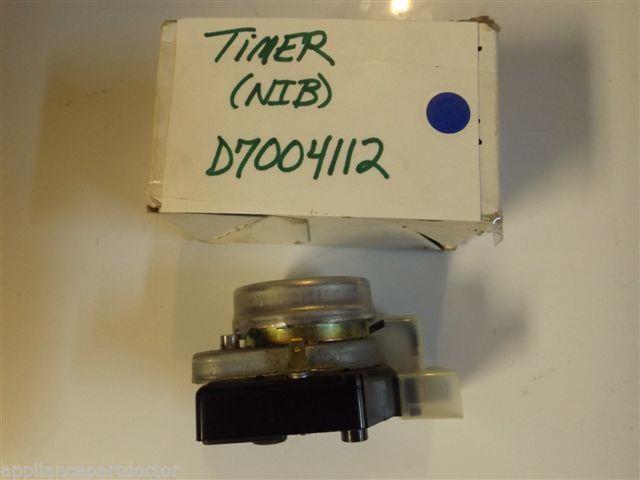 TIMER
(NIB)
D7004112
appliancepartdoctor